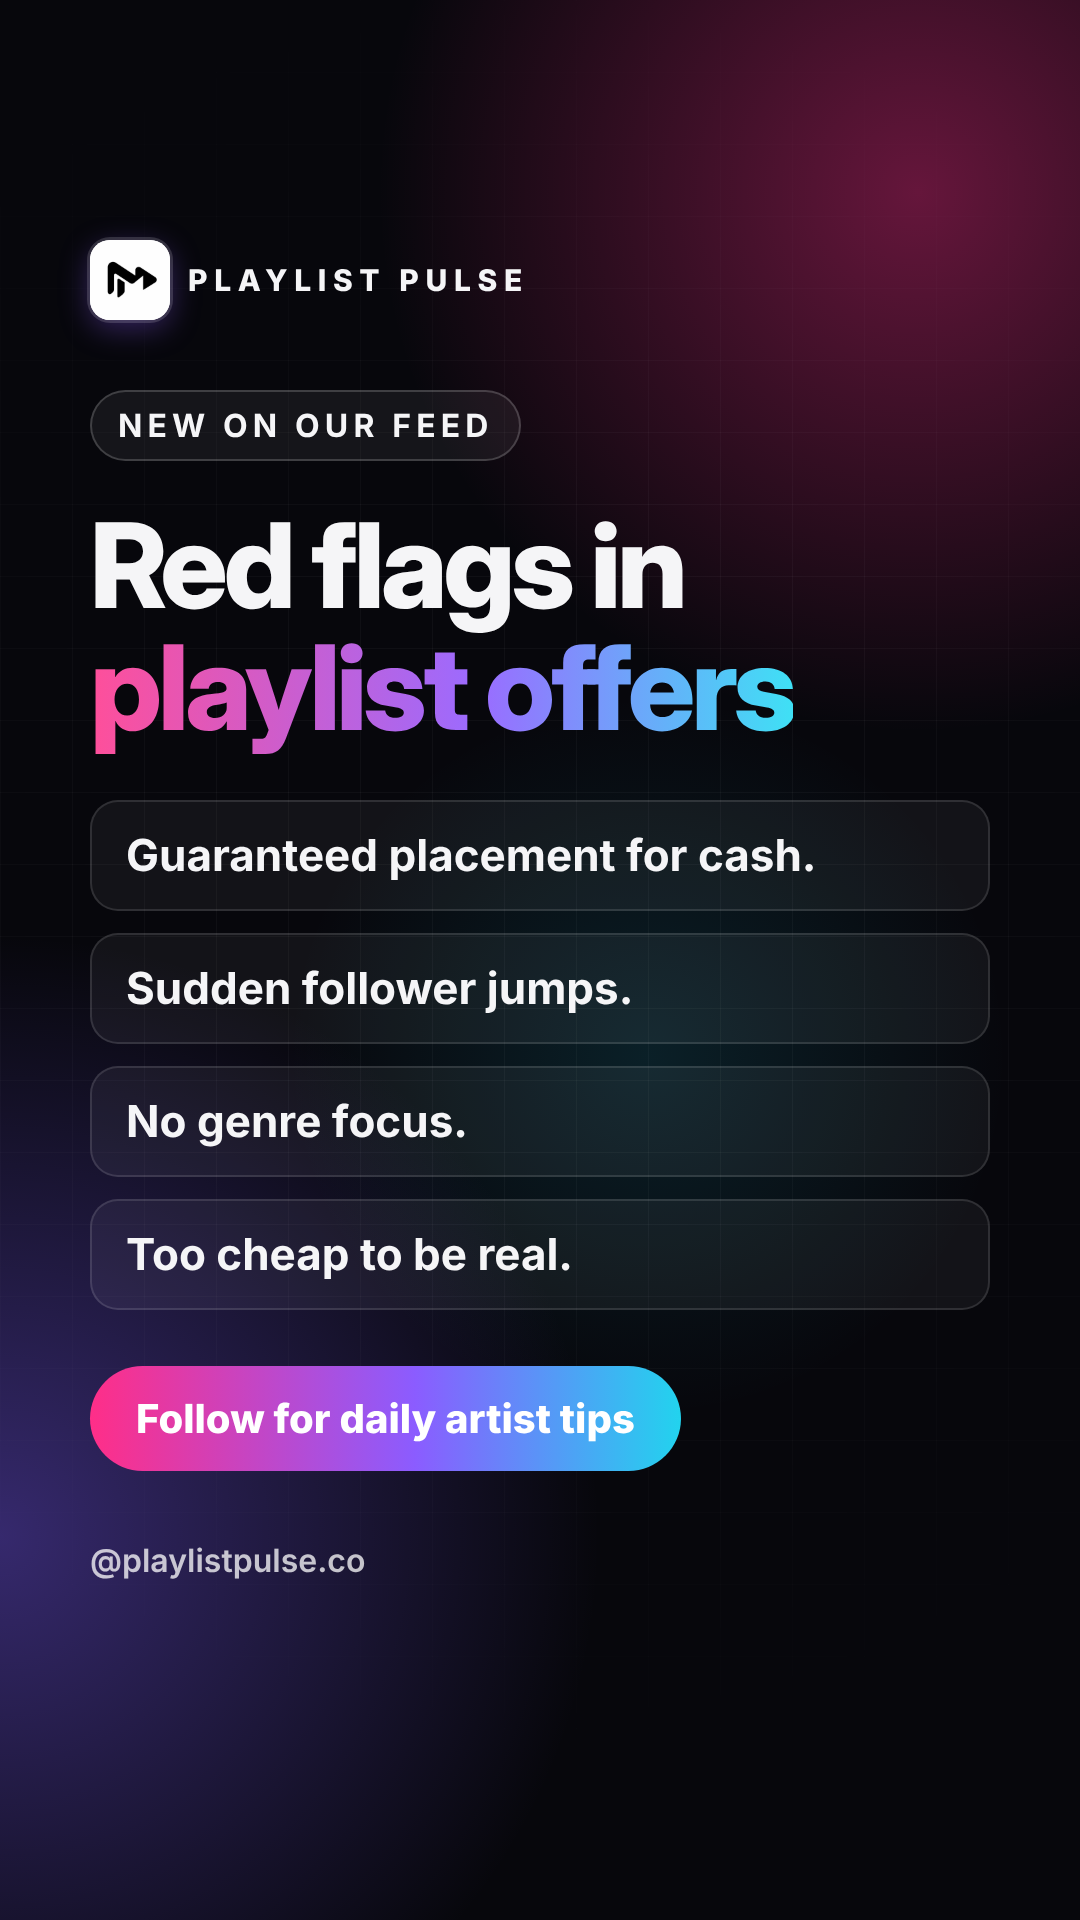 PLAYLIST PULSE
NEW ON OUR FEED
Red flags in
playlist offers
Guaranteed placement for cash.
Sudden follower jumps.
No genre focus.
Too cheap to be real.
Follow for daily artist tips
@playlistpulse.co